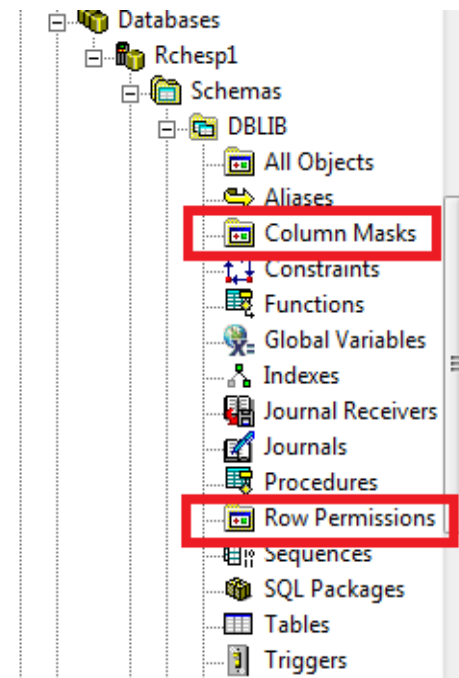 Databases
Rchesp1
Schemas
DBLIB
All Objects
Aliases
Column Masks
Constraints
Functions
Global Variables
Indexes
Journal Receivers
Journals
Procedures
Row Permissions
Sequences
SQL Packages
Tables
Triggers